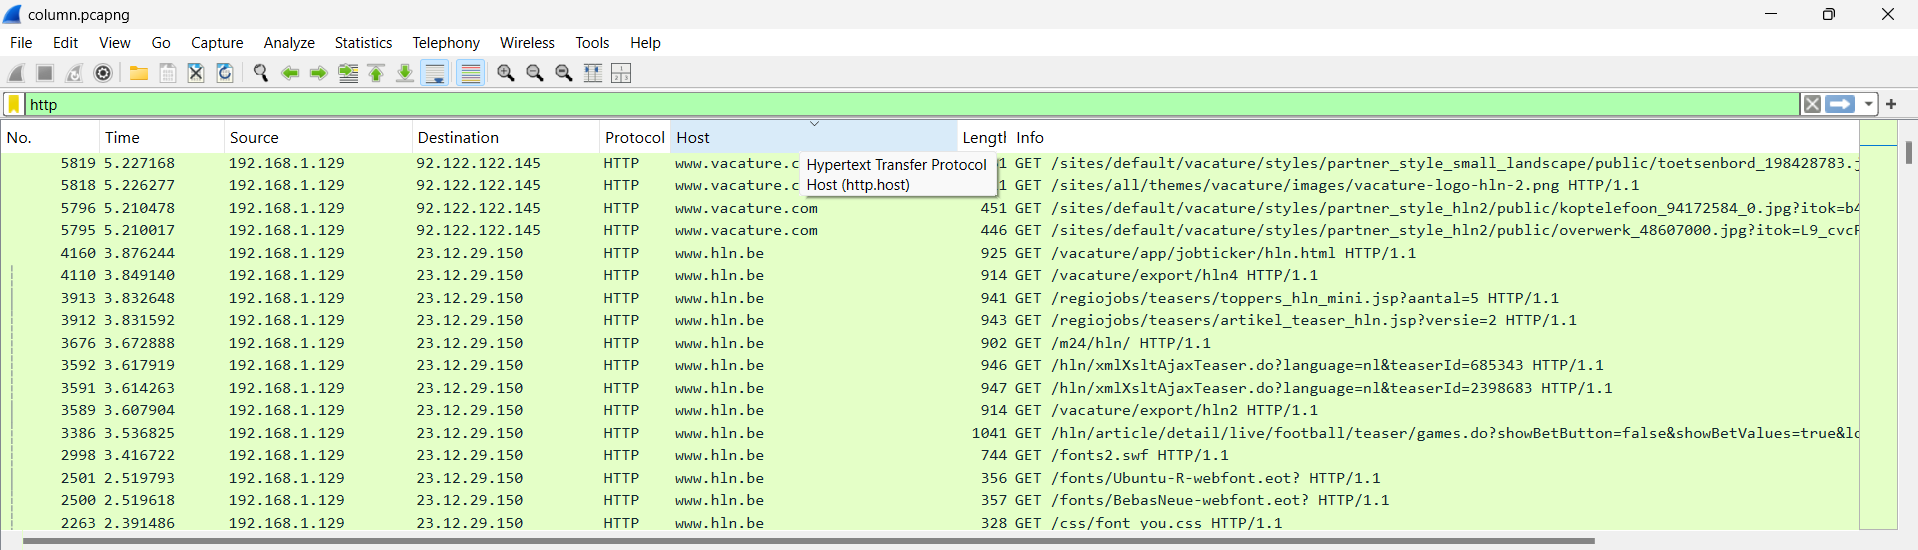 column.pcapng
File Edit View Go Capture Analyze Statistics Telephony Wireless Tools Help
http
No. Time Source Destination Protocol Host Length Info
5819 5.227168 192.168.1.129 92.122.122.145 HTTP www.vacature.c 1 GET /sites/default/vacature/styles/partner_style_small_landscape/public/toetsenbord_198428783.j
Hypertext Transfer Protocol
Host (http.host)
5818 5.226277 192.168.1.129 92.122.122.145 HTTP www.vacature.c 1 GET /sites/all/themes/vacature/images/vacature-logo-hln-2.png HTTP/1.1
5796 5.210478 192.168.1.129 92.122.122.145 HTTP www.vacature.com 451 GET /sites/default/vacature/styles/partner_style_hln2/public/koptelefoon_94172584_0.jpg?itok=b4
5795 5.210017 192.168.1.129 92.122.122.145 HTTP www.vacature.com 446 GET /sites/default/vacature/styles/partner_style_hln2/public/overwerk_48607000.jpg?itok=L9_cvcF
4160 3.876244 192.168.1.129 23.12.29.150 HTTP www.hln.be 925 GET /vacature/app/jobticker/hln.html HTTP/1.1
4110 3.849140 192.168.1.129 23.12.29.150 HTTP www.hln.be 914 GET /vacature/export/hln4 HTTP/1.1
3913 3.832648 192.168.1.129 23.12.29.150 HTTP www.hln.be 941 GET /regiojobs/teasers/toppers_hln_mini.jsp?aantal=5 HTTP/1.1
3912 3.831592 192.168.1.129 23.12.29.150 HTTP www.hln.be 943 GET /regiojobs/teasers/artikel_teaser_hln.jsp?versie=2 HTTP/1.1
3676 3.672888 192.168.1.129 23.12.29.150 HTTP www.hln.be 902 GET /m24/hln/ HTTP/1.1
3592 3.617919 192.168.1.129 23.12.29.150 HTTP www.hln.be 946 GET /hln/xmlXsltAjaxTeaser.do?language=nl&teaserId=685343 HTTP/1.1
3591 3.614263 192.168.1.129 23.12.29.150 HTTP www.hln.be 947 GET /hln/xmlXsltAjaxTeaser.do?language=nl&teaserId=2398683 HTTP/1.1
3589 3.607904 192.168.1.129 23.12.29.150 HTTP www.hln.be 914 GET /vacature/export/hln2 HTTP/1.1
3386 3.536825 192.168.1.129 23.12.29.150 HTTP www.hln.be 1041 GET /hln/article/detail/live/football/teaser/games.do?showBetButton=false&showBetValues=true&lo
2998 3.416722 192.168.1.129 23.12.29.150 HTTP www.hln.be 744 GET /fonts2.swf HTTP/1.1
2501 2.519793 192.168.1.129 23.12.29.150 HTTP www.hln.be 356 GET /fonts/Ubuntu-R-webfont.eot? HTTP/1.1
2500 2.519618 192.168.1.129 23.12.29.150 HTTP www.hln.be 357 GET /fonts/BebasNeue-webfont.eot? HTTP/1.1
2263 2.391486 192.168.1.129 23.12.29.150 HTTP www.hln.be 328 GET /css/font_you.css HTTP/1.1